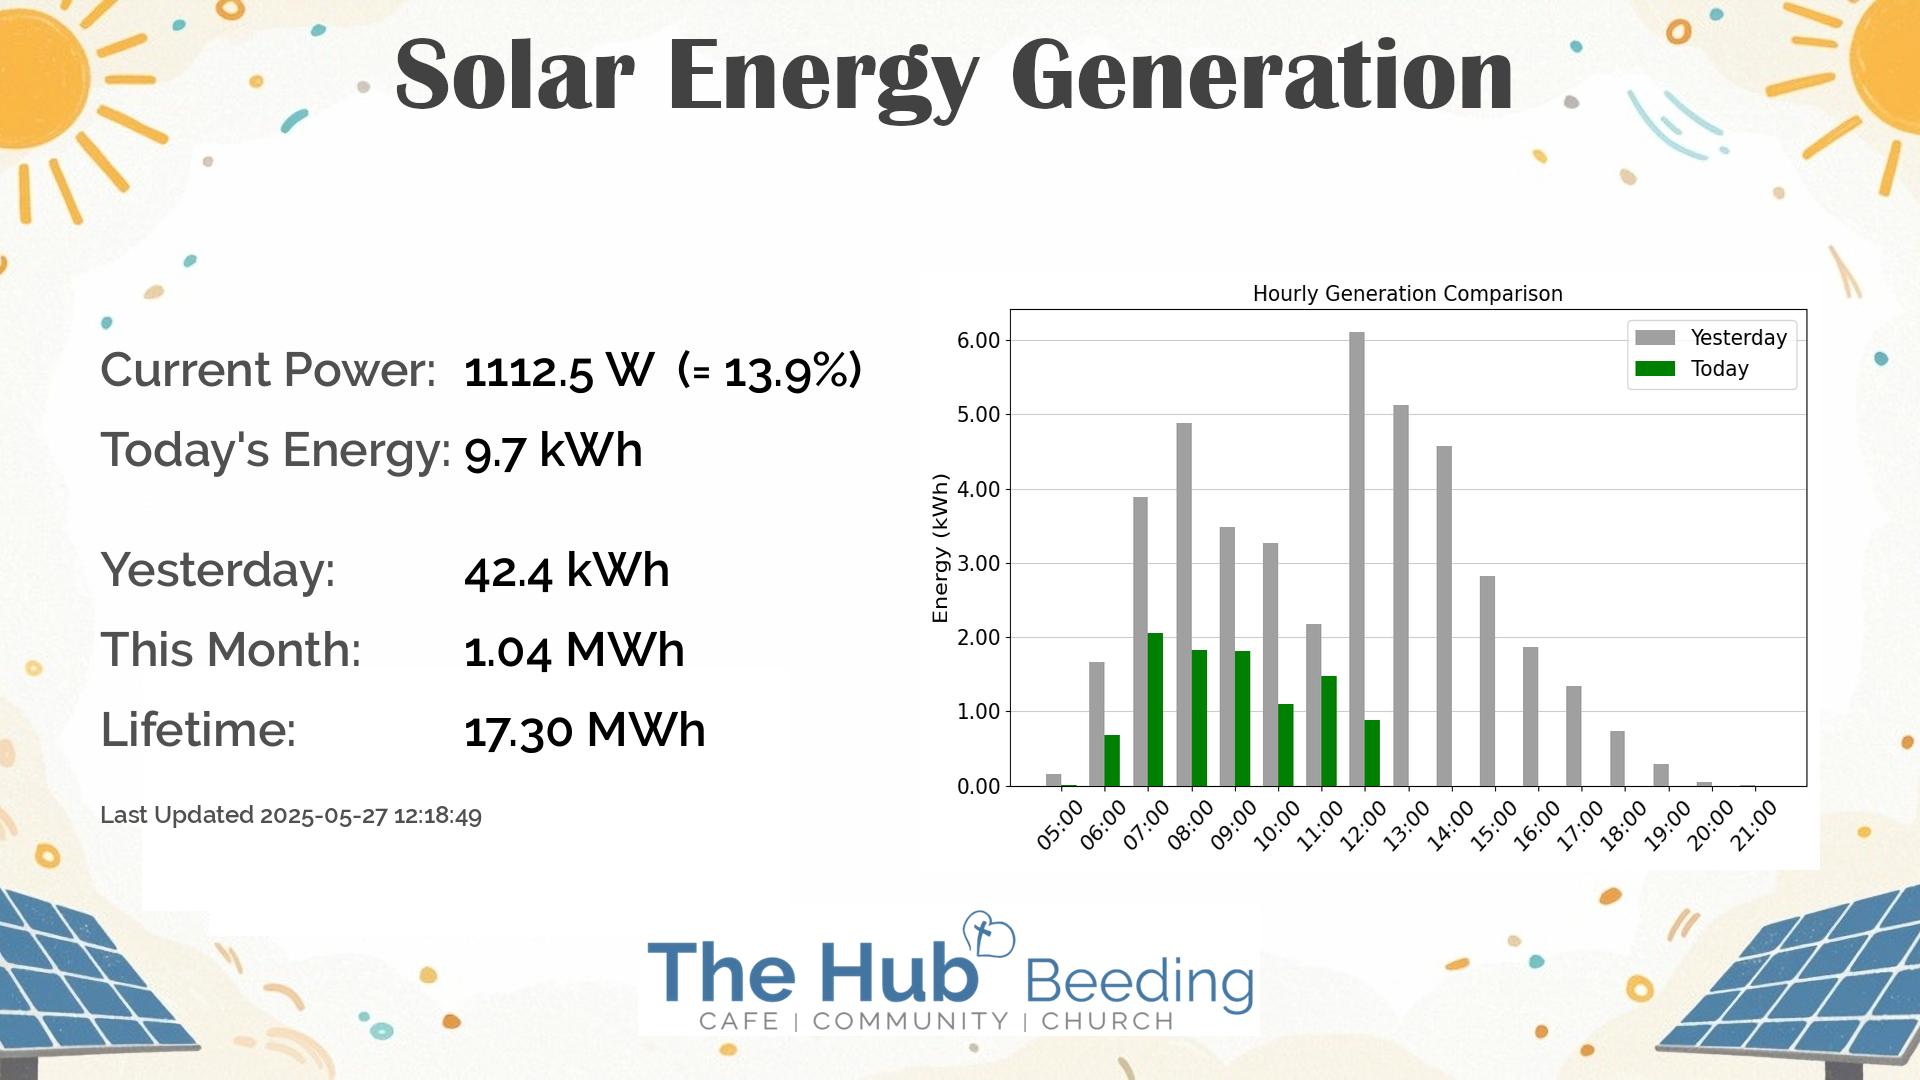 Solar Energy Generation
Current Power: 1112.5 W (= 13.9%)
Today's Energy: 9.7 kWh
Yesterday: 42.4 kWh
This Month: 1.04 MWh
Lifetime: 17.30 MWh
Last Updated 2025-05-27 12:18:49
Hourly Generation Comparison
Yesterday
Today
Energy (kWh)
6.00
5.00
4.00
3.00
2.00
1.00
0.00
05:00 06:00 07:00 08:00 09:00 10:00 11:00 12:00 13:00 14:00 15:00 16:00 17:00 18:00 19:00 20:00 21:00
The Hub Beeding
CAFE | COMMUNITY | CHURCH